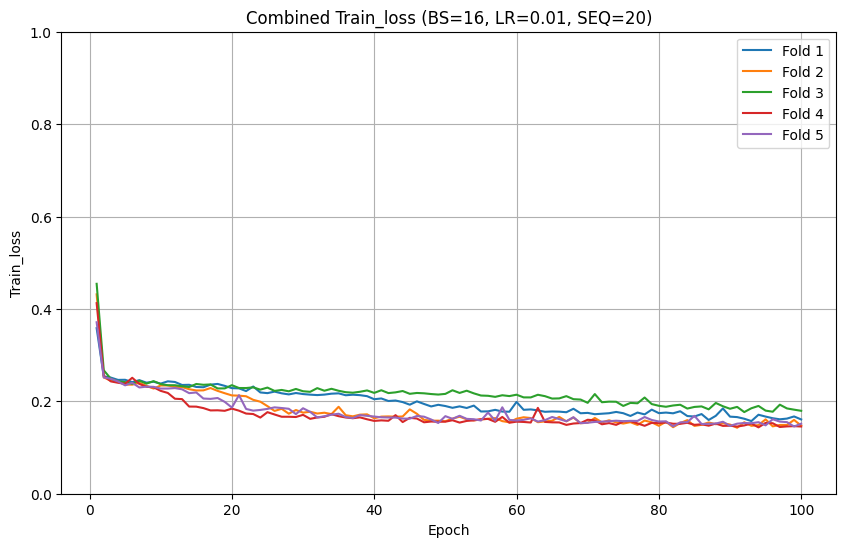 Combined Train_loss (BS=16, LR=0.01, SEQ=20)
1.0
0.8
0.6
0.4
0.2
0.0
Train_loss
0
20
40
60
80
100
Epoch
Fold 1
Fold 2
Fold 3
Fold 4
Fold 5